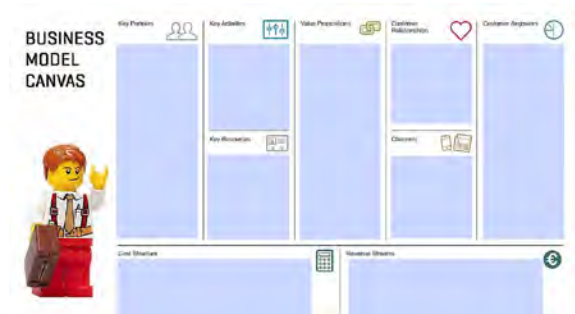 BUSINESS
MODEL
CANVAS
Key Partners
Key Activities
Value Propositions
Customer
Relationships
Customer Segments
Key Resources
Channels
Cost Structure
Revenue Streams
€